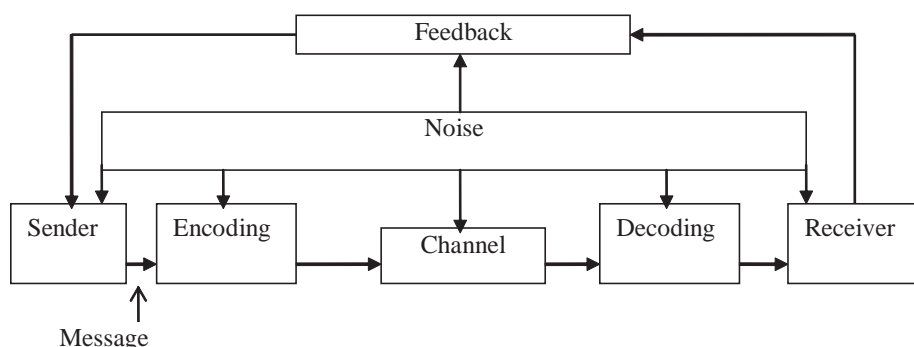 Feedback
Noise
Sender
Encoding
Channel
Decoding
Receiver
Message